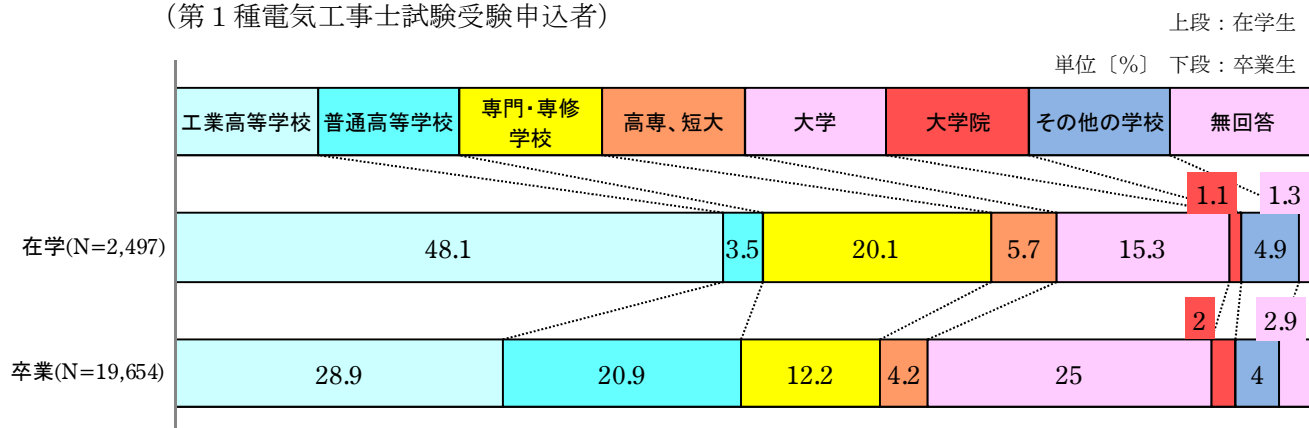 （第１種電気工事士試験受験申込者）
上段：在学生
単位〔%〕 下段：卒業生
工業高等学校 普通高等学校 専門・専修学校 高専、短大 大学 大学院 その他の学校 無回答
1.1 1.3
在学(N=2,497) 48.1 3.5 20.1 5.7 15.3 4.9
2 2.9
卒業(N=19,654) 28.9 20.9 12.2 4.2 25 4